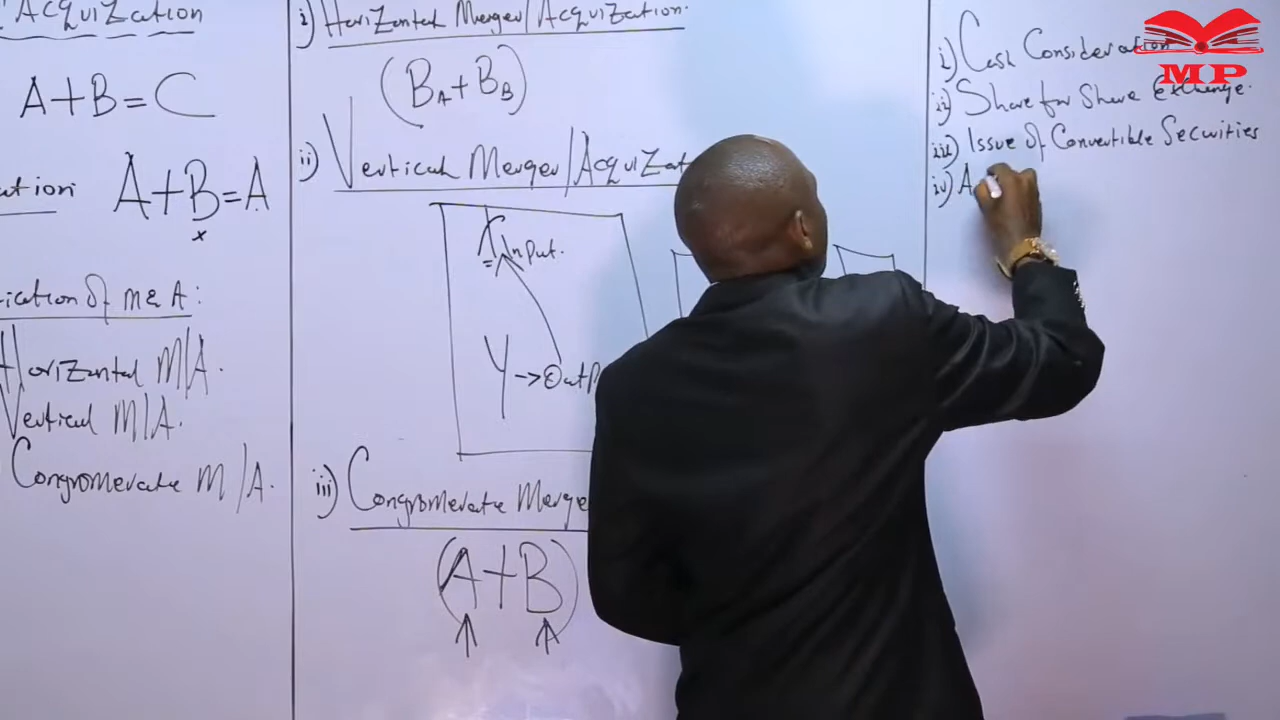 AcquiZation
A+B=C
ation A+B=A
x
ication of M & A:
Horizontal M/A.
Vertical M/A.
Congromerate M/A.
i) Horizontal Merger/Acquization.
(BA+BB)
ii) Vertical Merger/AcquiZat
X Input.
Y → OutP
iii) Congromerate Merge
(A+B)
i) Cash Consideration
ii) Share for Share Exchange.
iii) Issue of Convertible Securities
iv) A
MP